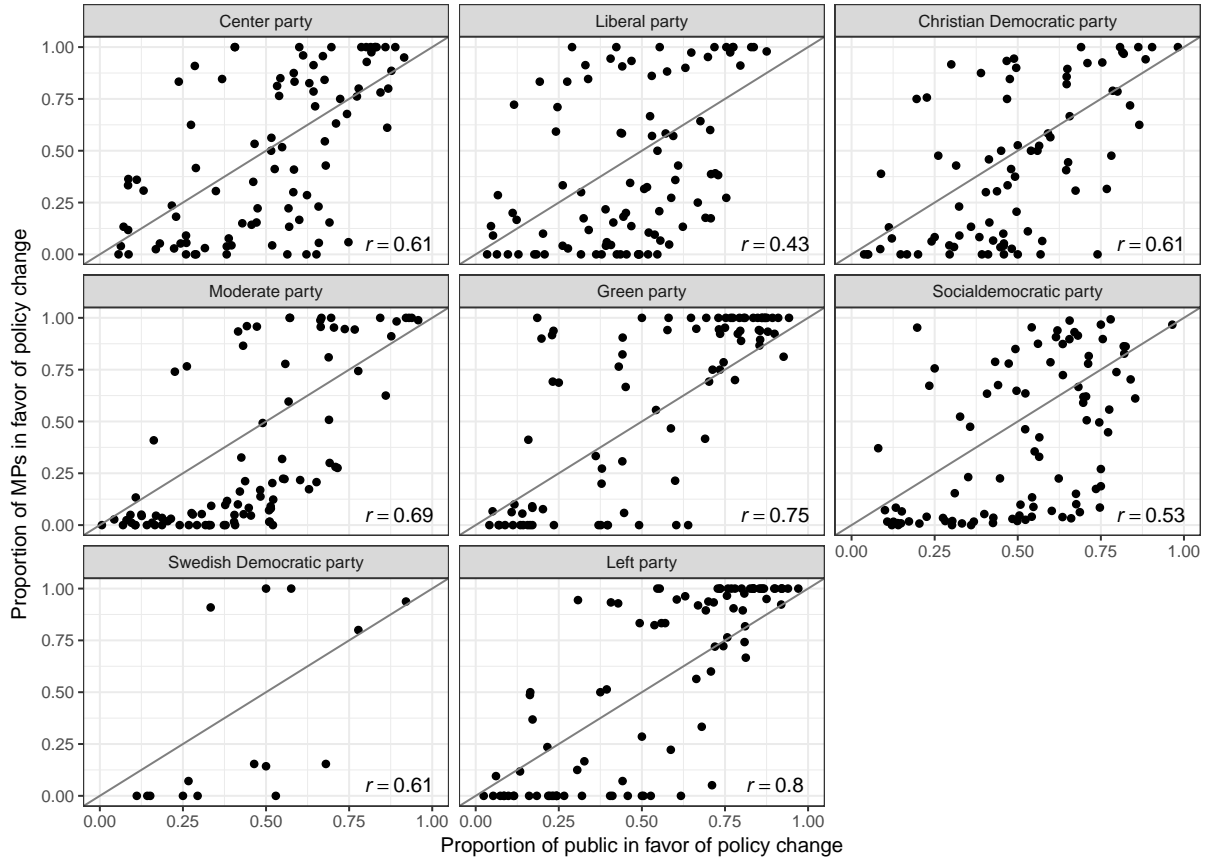 Center party
Liberal party
Christian Democratic party
1.00
0.75
0.50
0.25
0.00
r = 0.61
r = 0.43
r = 0.61
Moderate party
Green party
Socialdemocratic party
1.00
0.75
0.50
0.25
0.00
r = 0.69
r = 0.75
r = 0.53
0.00 0.25 0.50 0.75 1.00
Swedish Democratic party
Left party
1.00
0.75
0.50
0.25
0.00
r = 0.61
r = 0.8
0.00 0.25 0.50 0.75 1.00
0.00 0.25 0.50 0.75 1.00
Proportion of public in favor of policy change
Proportion of MPs in favor of policy change